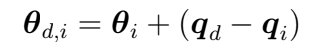 𝜽_{d,i} = 𝜽_i + (𝒒_d − 𝒒_i)